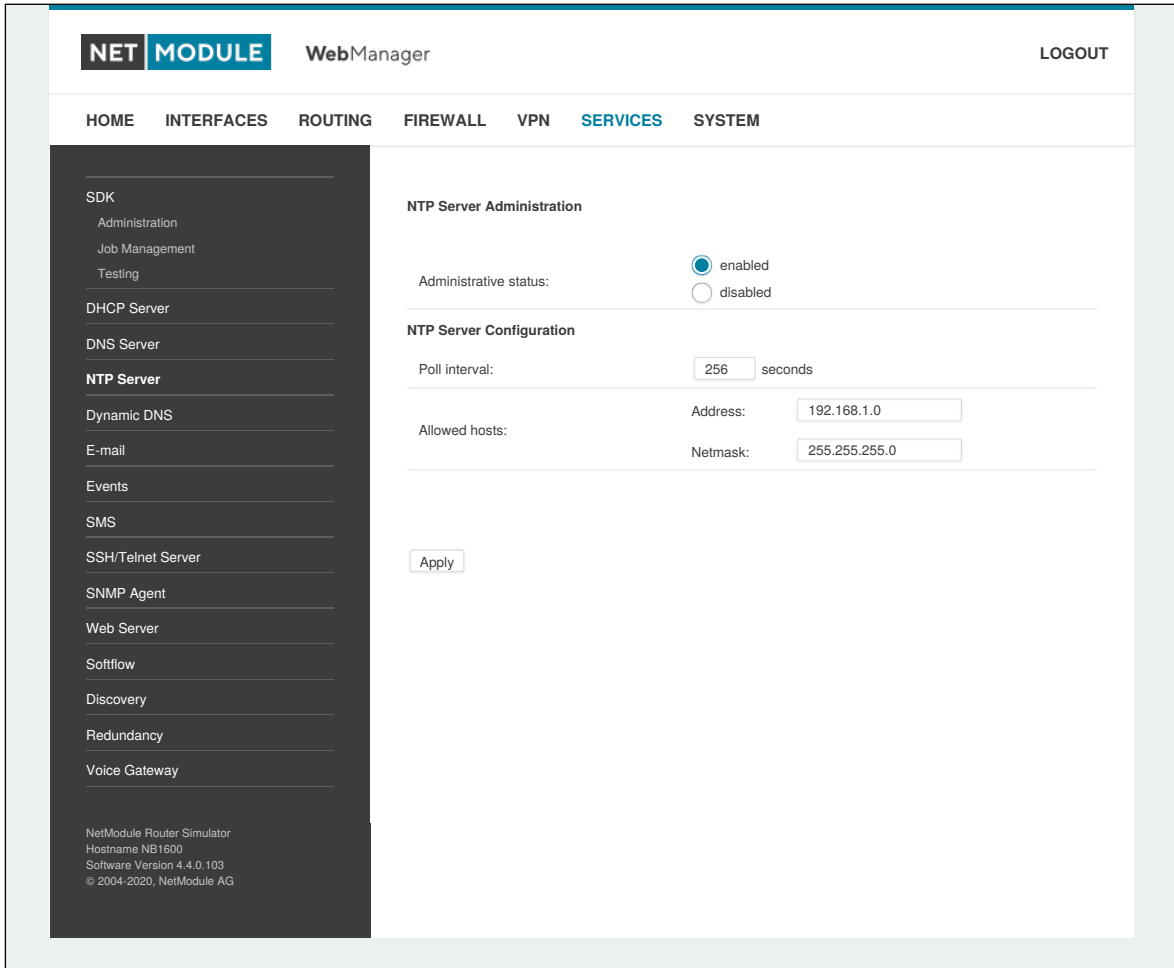 NET MODULE WebManager LOGOUT
HOME INTERFACES ROUTING FIREWALL VPN SERVICES SYSTEM
SDK
Administration
Job Management
Testing
DHCP Server
DNS Server
NTP Server
Dynamic DNS
E-mail
Events
SMS
SSH/Telnet Server
SNMP Agent
Web Server
Softflow
Discovery
Redundancy
Voice Gateway
NetModule Router Simulator
Hostname NB1600
Software Version 4.4.0.103
© 2004-2020, NetModule AG
NTP Server Administration
Administrative status:
enabled
disabled
NTP Server Configuration
Poll interval: 256 seconds
Allowed hosts:
Address: 192.168.1.0
Netmask: 255.255.255.0
Apply